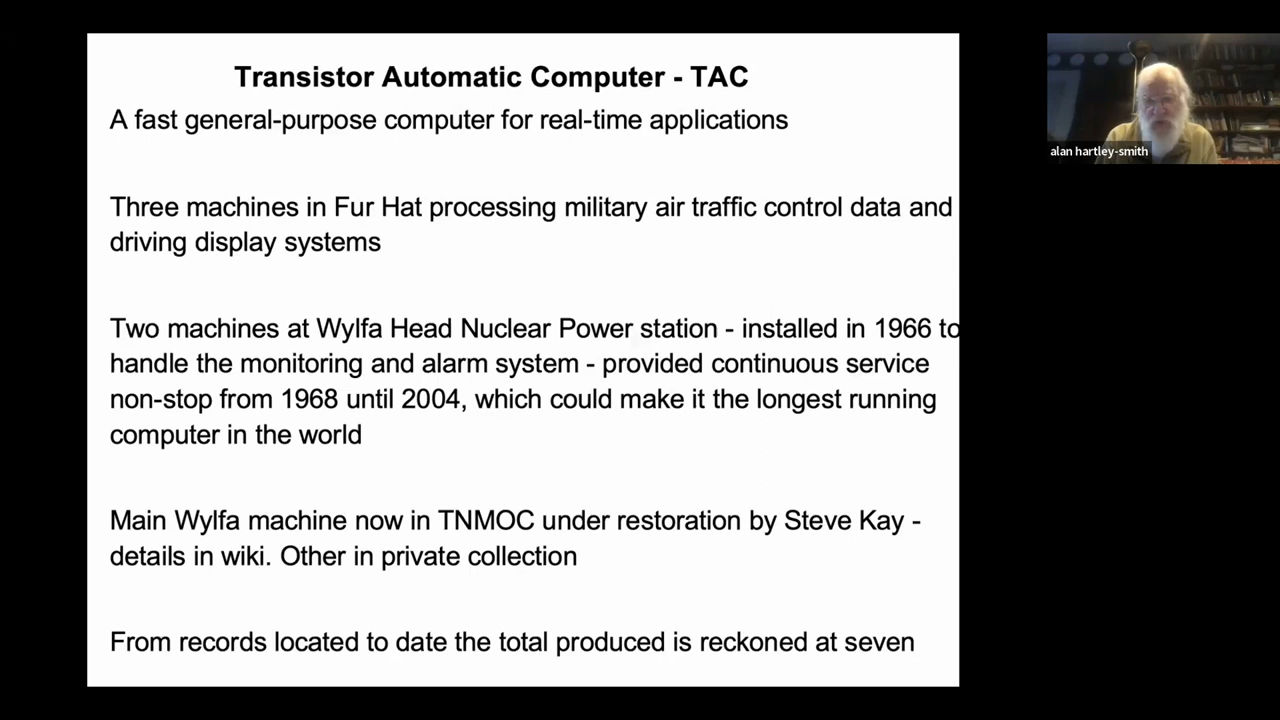 Transistor Automatic Computer - TAC
A fast general-purpose computer for real-time applications
Three machines in Fur Hat processing military air traffic control data and
driving display systems
Two machines at Wylfa Head Nuclear Power station - installed in 1966 to
handle the monitoring and alarm system - provided continuous service
non-stop from 1968 until 2004, which could make it the longest running
computer in the world
Main Wylfa machine now in TNMOC under restoration by Steve Kay -
details in wiki. Other in private collection
From records located to date the total produced is reckoned at seven
alan hartley-smith